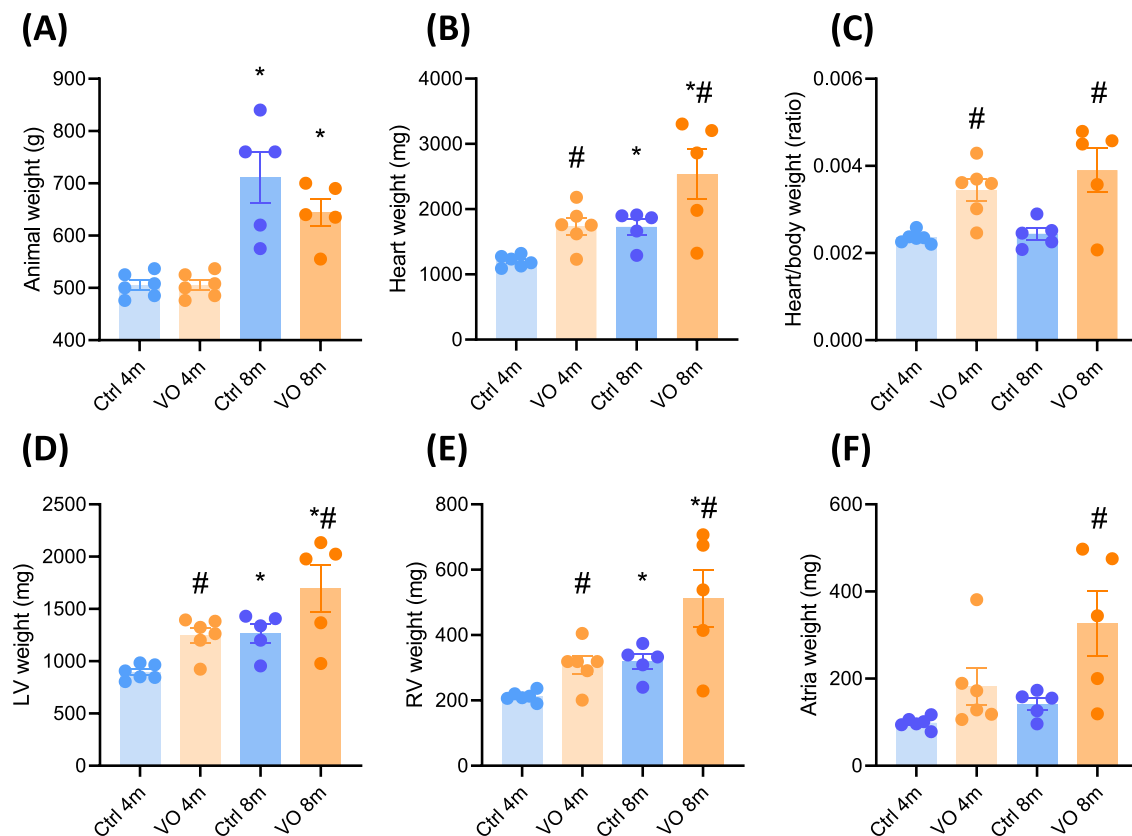 (A)
Animal weight (g)
900
800
700
600
500
400
*
*
Ctrl 4m
VO 4m
Ctrl 8m
VO 8m
(B)
Heart weight (mg)
4000
3000
2000
1000
0
#
*
*#
Ctrl 4m
VO 4m
Ctrl 8m
VO 8m
(C)
Heart/body weight (ratio)
0.006
0.004
0.002
0.000
#
#
Ctrl 4m
VO 4m
Ctrl 8m
VO 8m
(D)
LV weight (mg)
2500
2000
1500
1000
500
0
#
*
*#
Ctrl 4m
VO 4m
Ctrl 8m
VO 8m
(E)
RV weight (mg)
800
600
400
200
0
#
*
*#
Ctrl 4m
VO 4m
Ctrl 8m
VO 8m
(F)
Atria weight (mg)
600
400
200
0
#
Ctrl 4m
VO 4m
Ctrl 8m
VO 8m